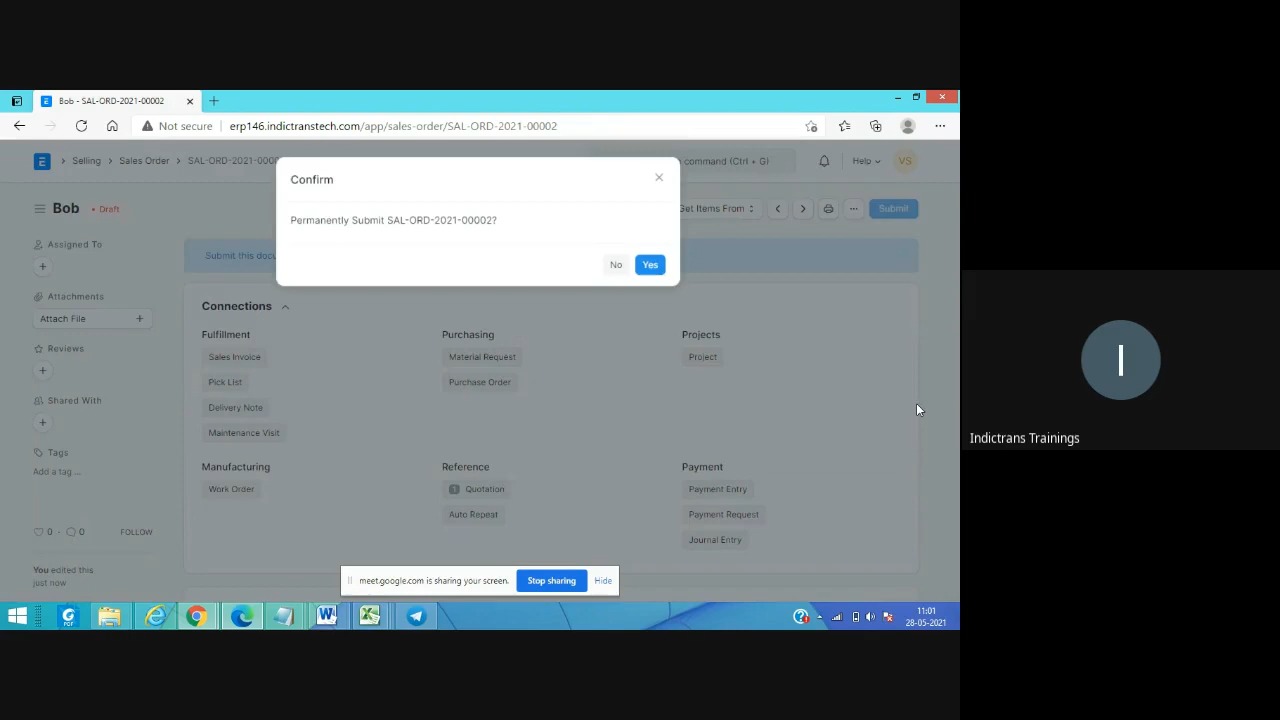 Bob - SAL-ORD-2021-00002
Not secure erp146.indictranstech.com/app/sales-order/SAL-ORD-2021-00002
Selling Sales Order command (Ctrl + G) Help VS
Confirm
Permanently Submit SAL-ORD-2021-00002?
No Yes
Bob Draft Get Items From Submit
Submit this
Assigned To
Attachments
Attach File
Reviews
Shared With
Tags
Add a tag ...
0 · 0 FOLLOW
You edited this
just now
Connections
Fulfillment Purchasing Projects
Sales Invoice Material Request Project
Pick List Purchase Order
Delivery Note
Maintenance Visit
Manufacturing Reference Payment
Work Order 1 Quotation Payment Entry
Auto Repeat Payment Request
Journal Entry
meet.google.com is sharing your screen. Stop sharing Hide
11:01
28-05-2021
I
Indictrans Trainings